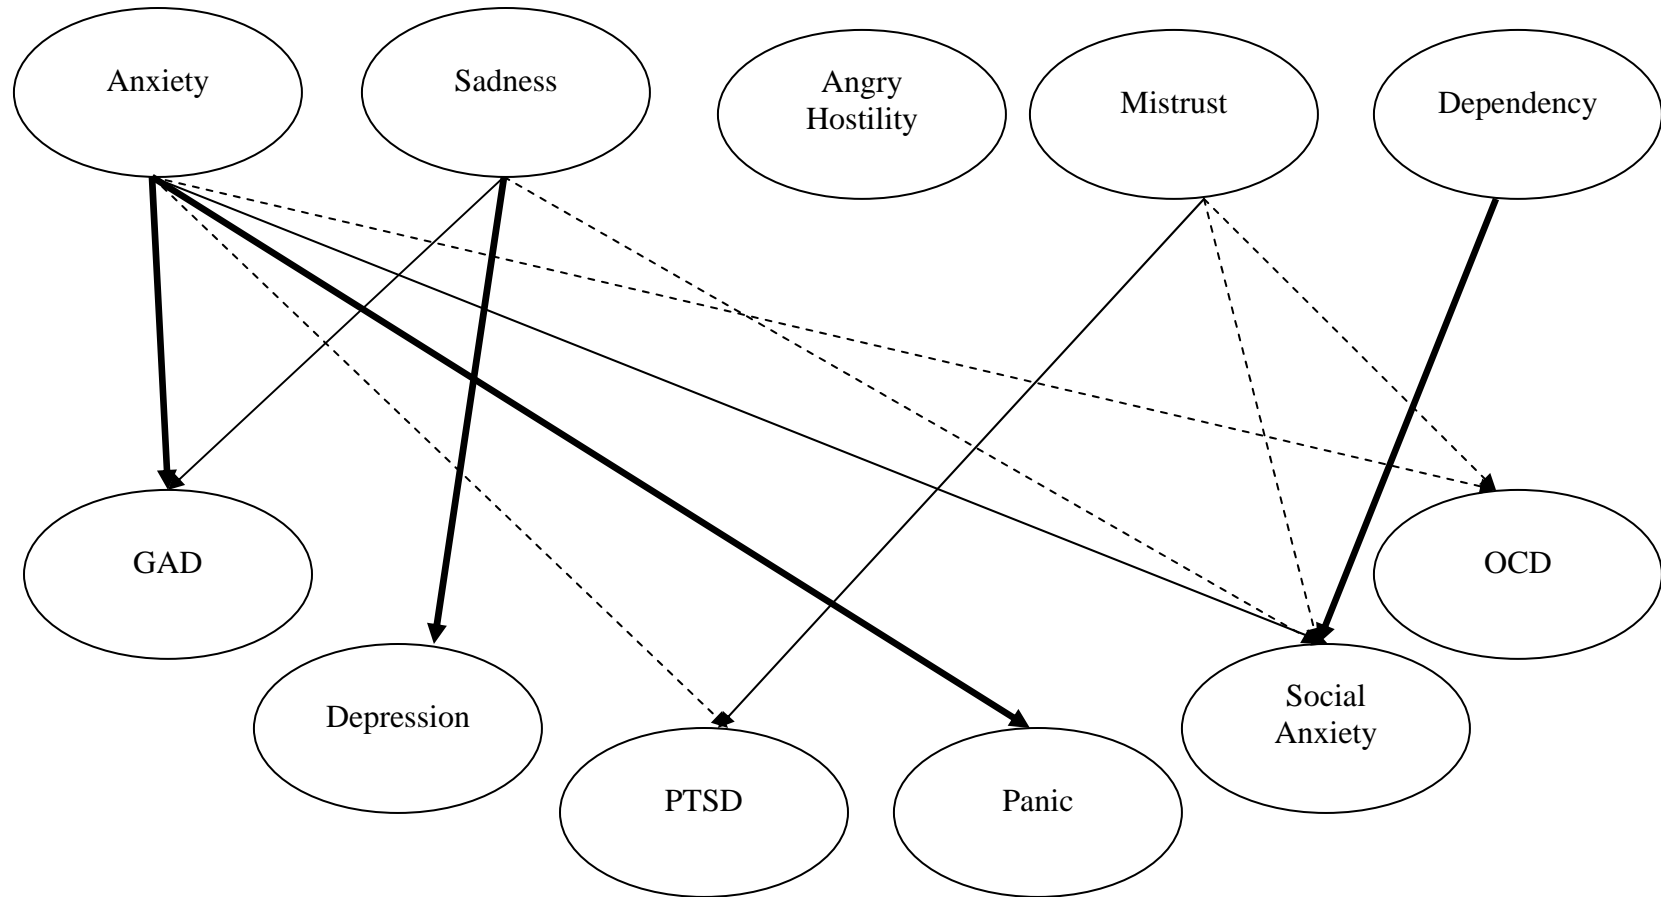 Anxiety
Sadness
Angry
Hostility
Mistrust
Dependency
GAD
OCD
Depression
Social
Anxiety
PTSD
Panic